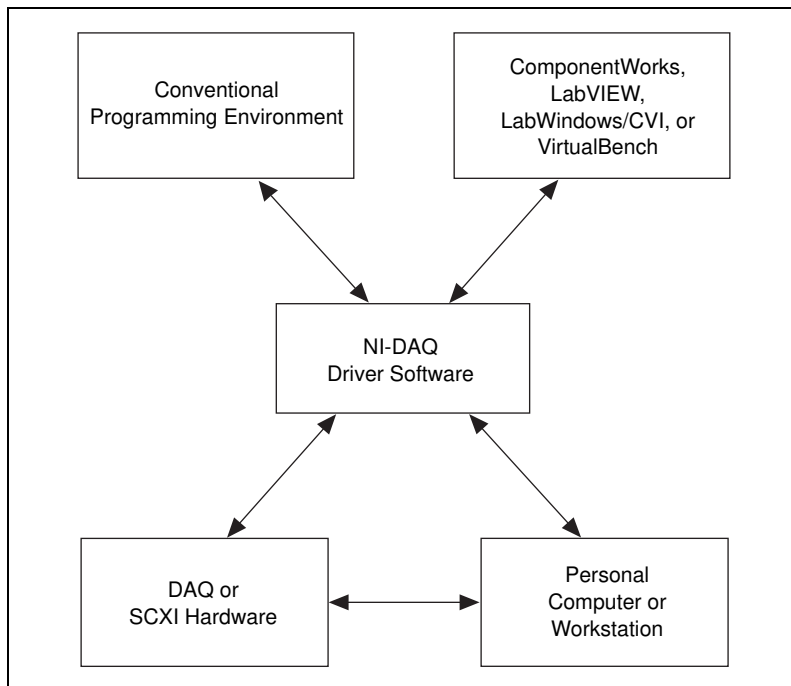 Conventional
Programming Environment
ComponentWorks,
LabVIEW,
LabWindows/CVI, or
VirtualBench
NI-DAQ
Driver Software
DAQ or
SCXI Hardware
Personal
Computer or
Workstation